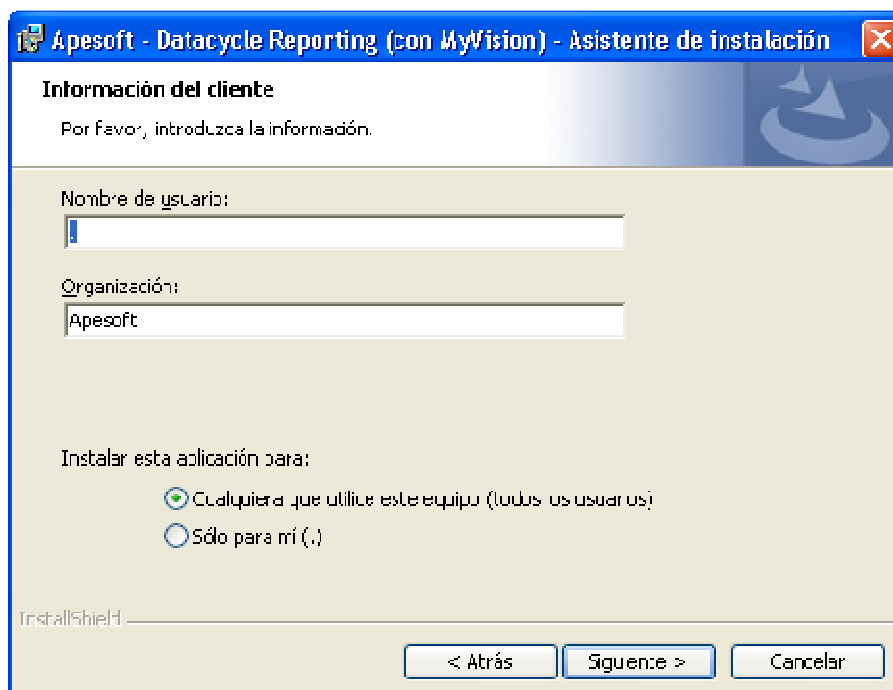 Apesoft - Datacycle Reporting (con MyVision) - Asistente de instalación
Información del cliente
Por favor, introduzca la información.
Nombre de usuario:
.
Organización:
Apesoft
Instalar esta aplicación para:
Cualquiera que utilice este equipo (todos los usuarios)
Sólo para mí (.)
InstallShield
< Atrás
Siguiente >
Cancelar